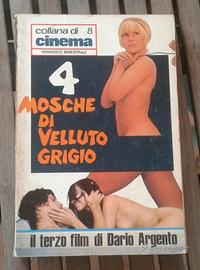 collana di 8
cinema
PERIODICO BIMESTRALE
4
MOSCHE
DI
VELLUTO
GRIGIO
il terzo film di Dario Argento